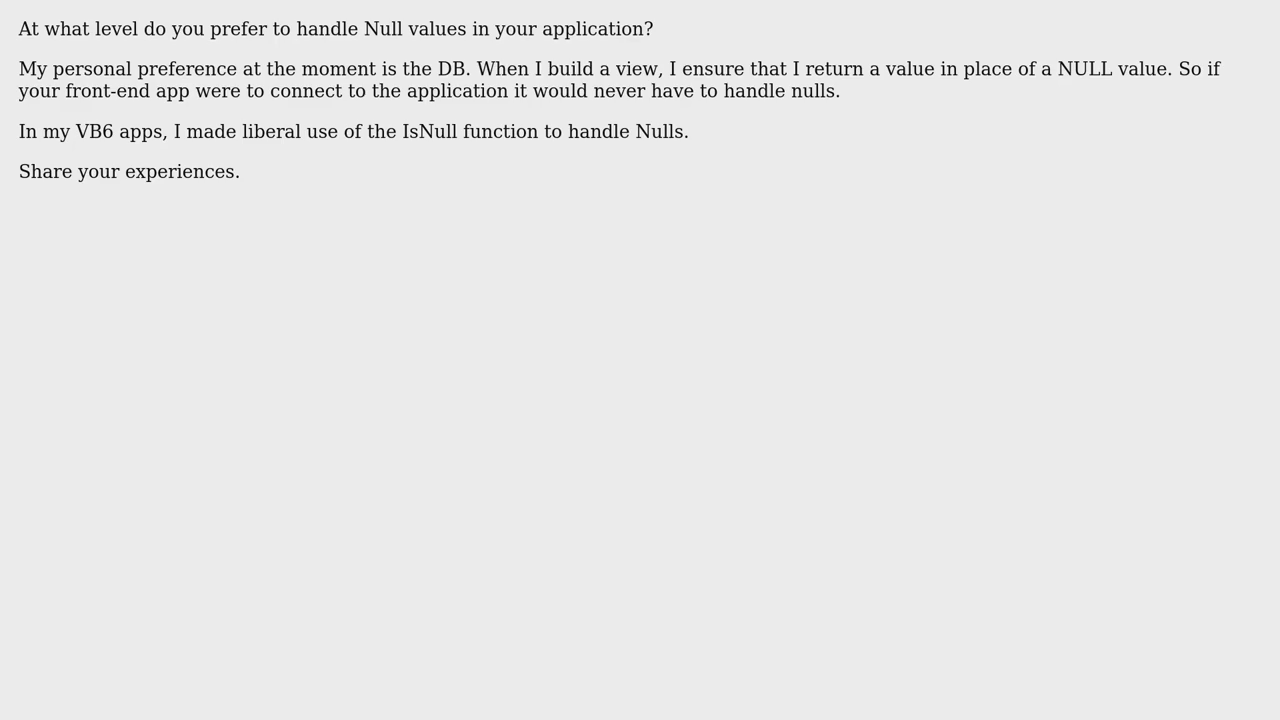 At what level do you prefer to handle Null values in your application?
My personal preference at the moment is the DB. When I build a view, I ensure that I return a value in place of a NULL value. So if
your front-end app were to connect to the application it would never have to handle nulls.
In my VB6 apps, I made liberal use of the IsNull function to handle Nulls.
Share your experiences.